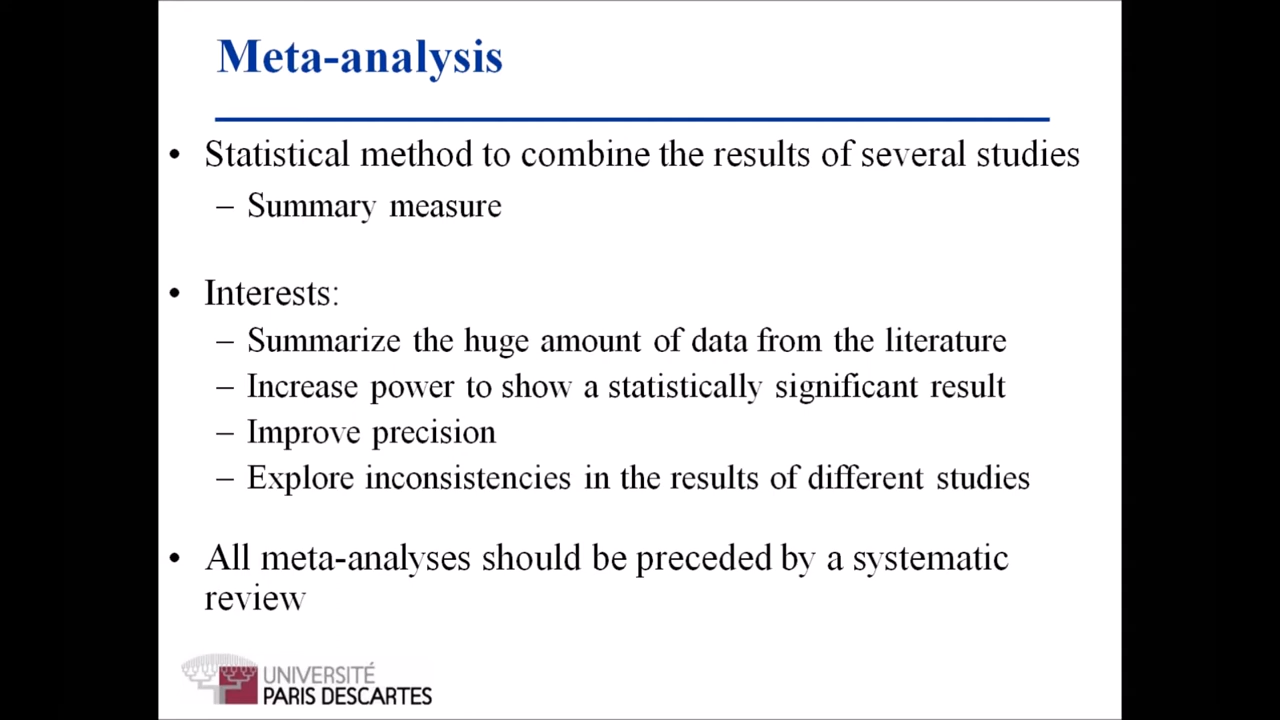 Meta-analysis
• Statistical method to combine the results of several studies
– Summary measure
• Interests:
– Summarize the huge amount of data from the literature
– Increase power to show a statistically significant result
– Improve precision
– Explore inconsistencies in the results of different studies
• All meta-analyses should be preceded by a systematic
review
UNIVERSITÉ
PARIS DESCARTES